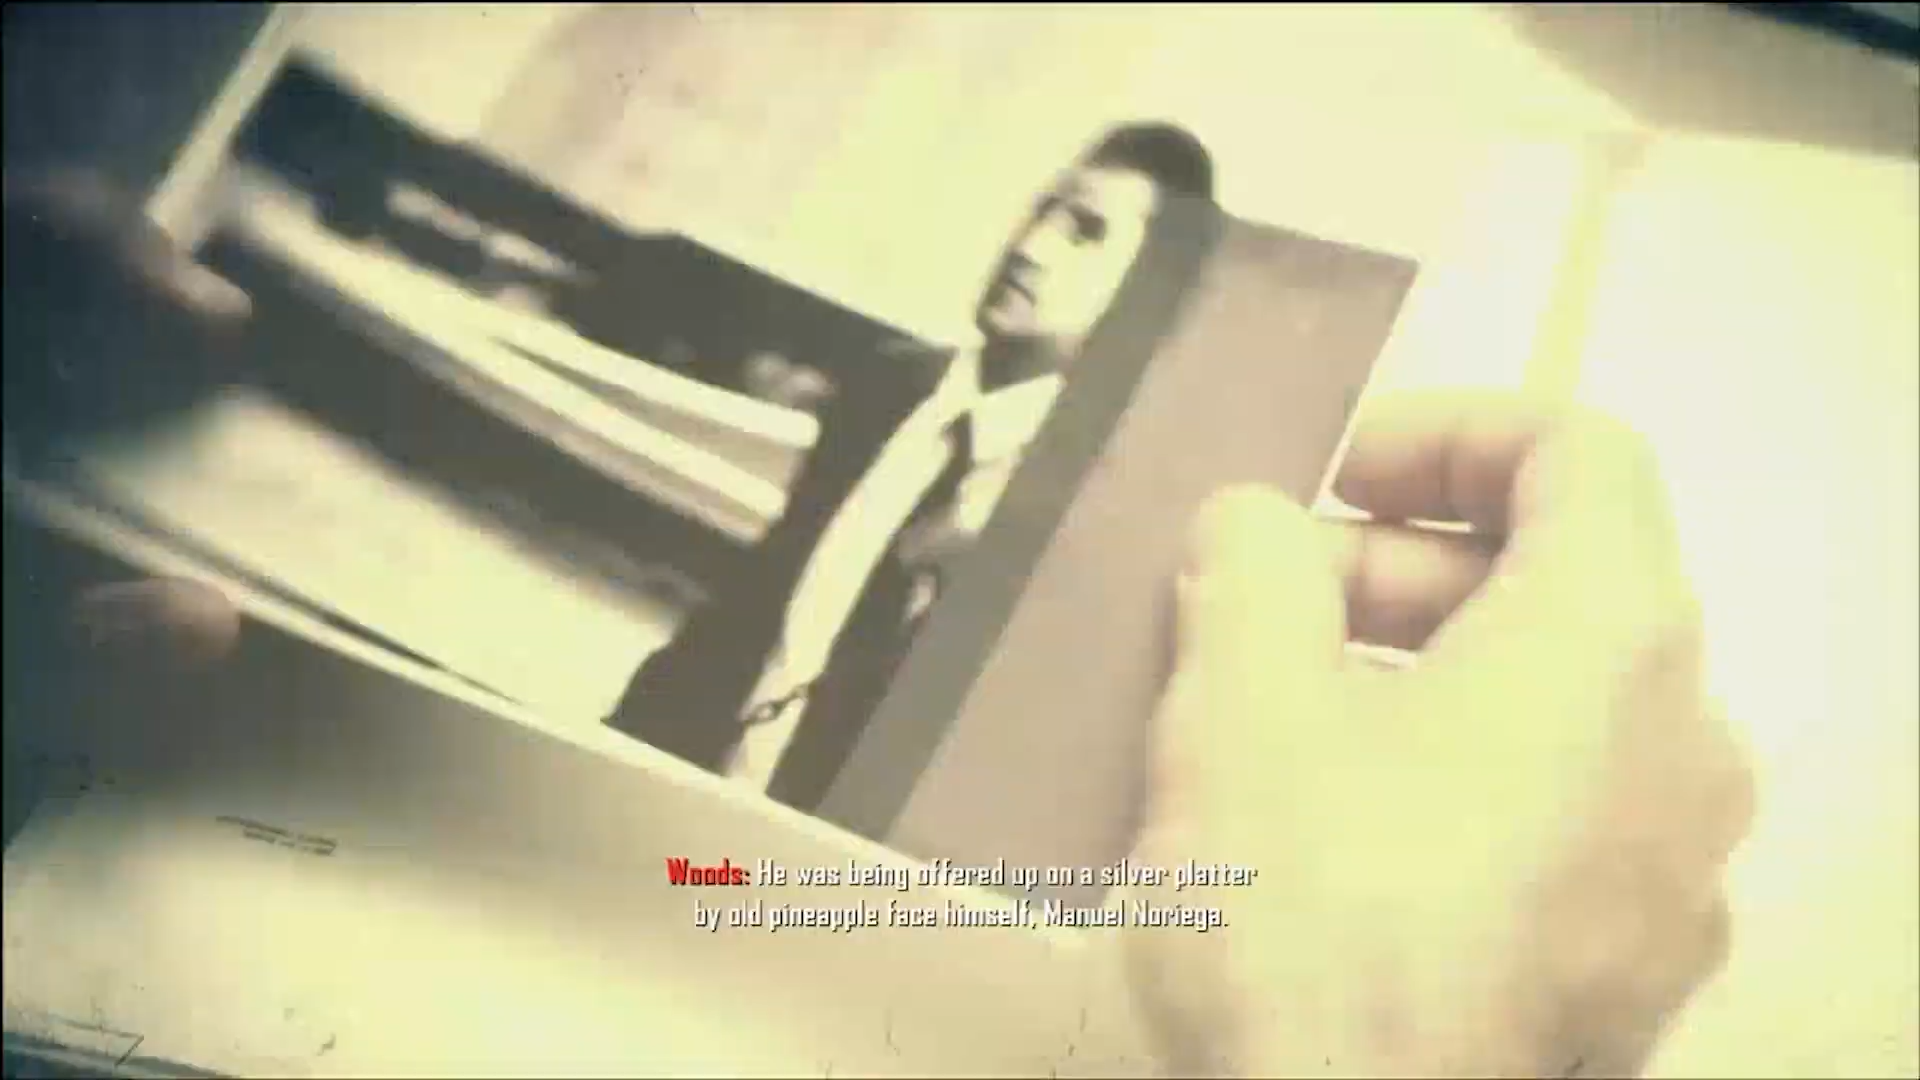 Woods: He was being offered up on a silver platter
by old pineapple face himself, Manuel Noriega.